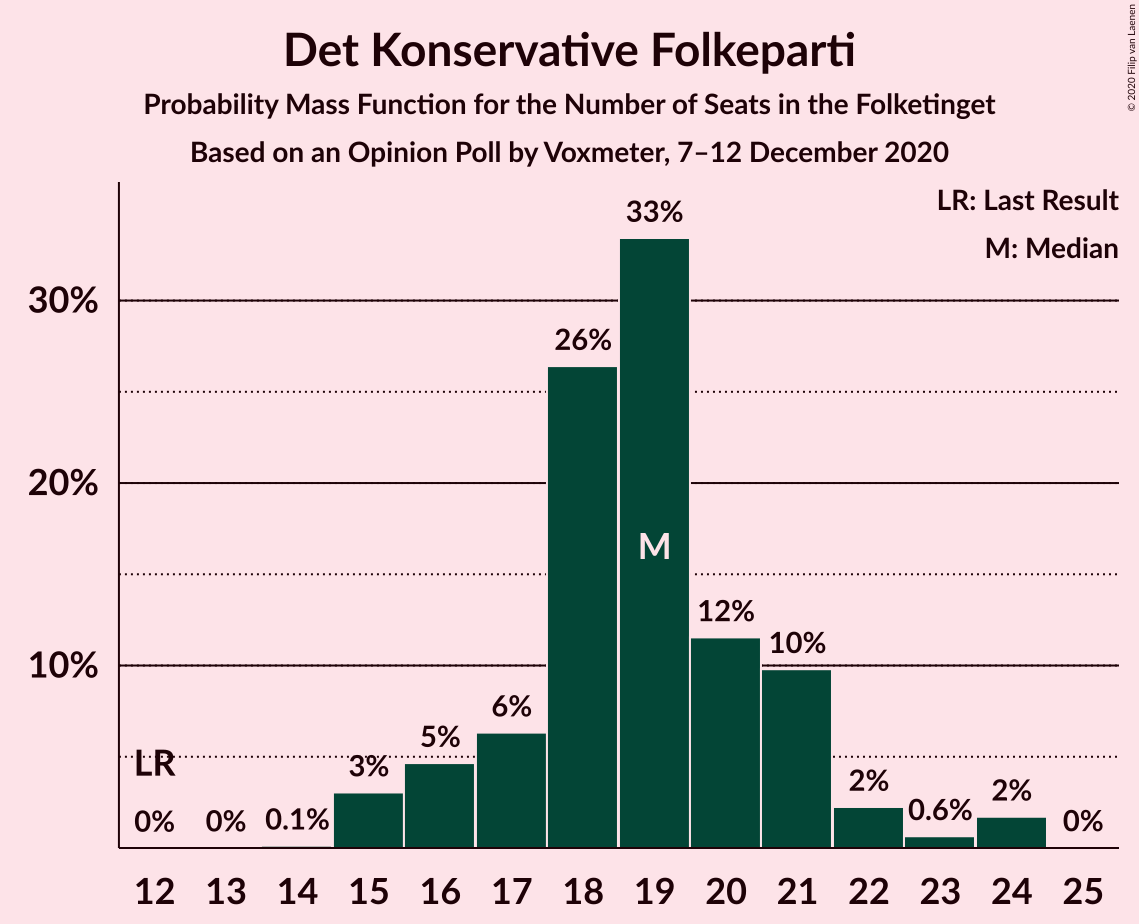 Det Konservative Folkeparti
Probability Mass Function for the Number of Seats in the Folketinget
Based on an Opinion Poll by Voxmeter, 7–12 December 2020
© 2020 Filip van Laenen
LR: Last Result
M: Median
33%
30%
26%
20%
M
12%
10%
10%
6%
5%
LR
3%
2%
2%
0.6%
0%
0%
0.1%
0%
12 13 14 15 16 17 18 19 20 21 22 23 24 25